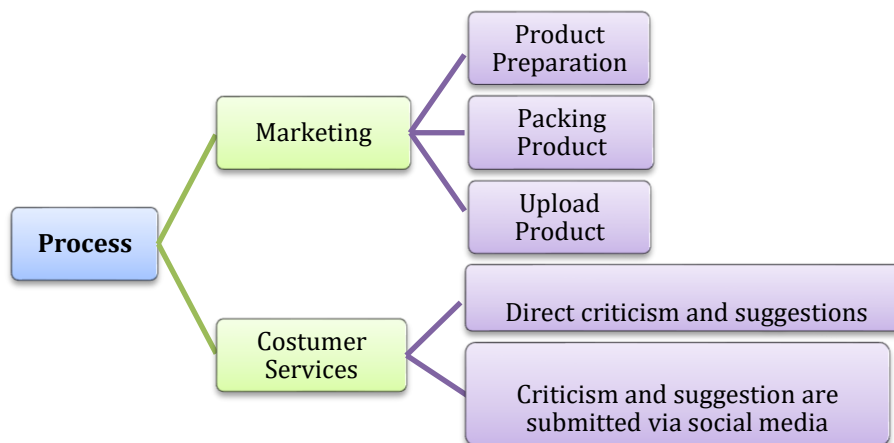 Product
Preparation
Marketing
Packing
Product
Upload
Product
Process
Direct criticism and suggestions
Costumer
Services
Criticism and suggestion are
submitted via social media